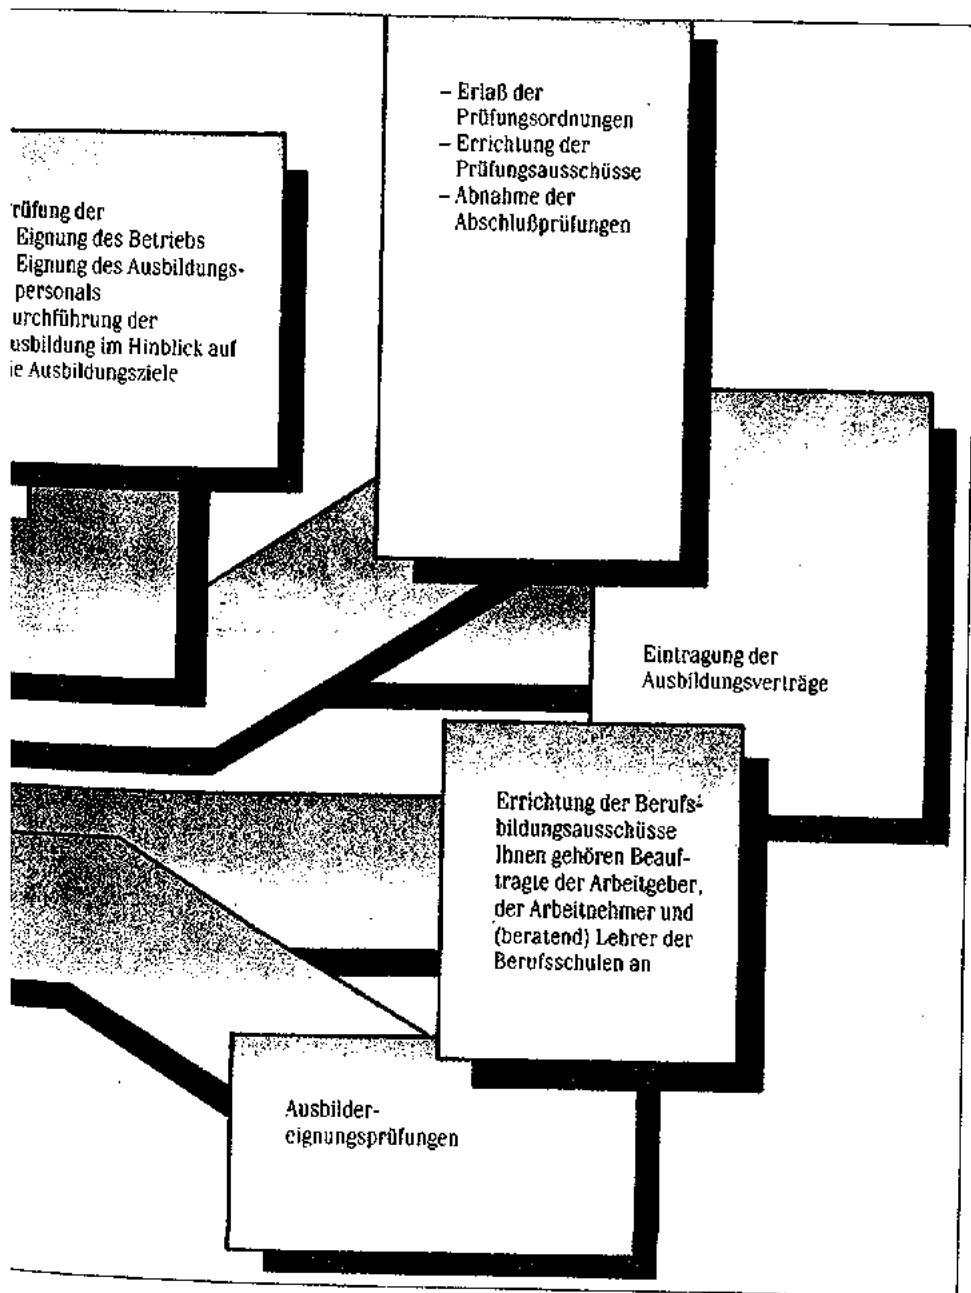 – Erlaß der
Prüfungsordnungen
– Errichtung der
Prüfungsausschüsse
– Abnahme der
Abschlußprüfungen
rüfung der
Eignung des Betriebs
Eignung des Ausbildungs-
personals
urchführung der
usbildung im Hinblick auf
ie Ausbildungsziele
Eintragung der
Ausbildungsverträge
Errichtung der Berufs-
bildungsausschüsse
Ihnen gehören Beauf-
tragte der Arbeitgeber,
der Arbeitnehmer und
(beratend) Lehrer der
Berufsschulen an
Ausbilder-
eignungsprüfungen